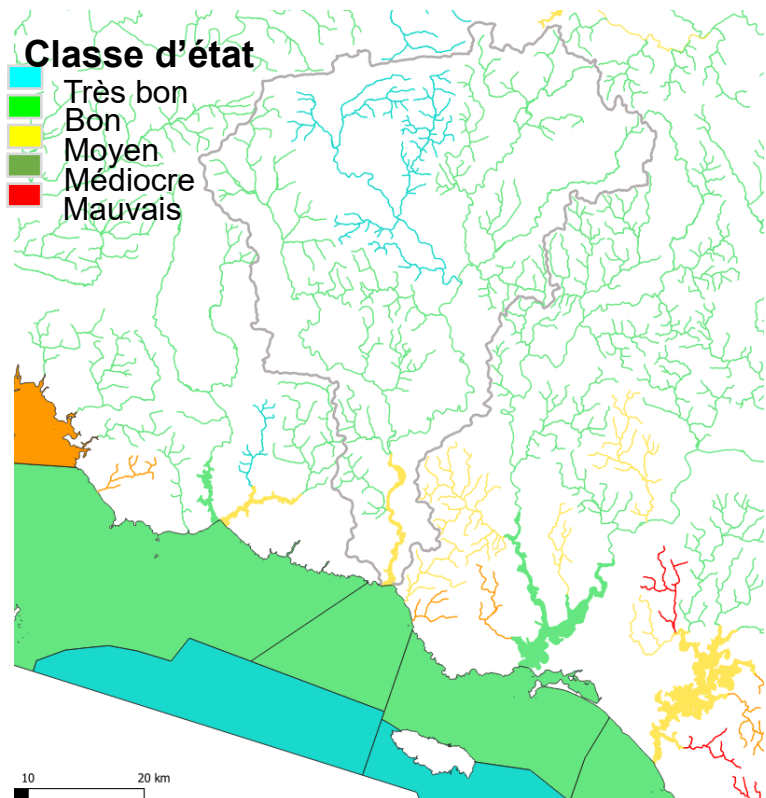 Classe d’état
Très bon
Bon
Moyen
Médiocre
Mauvais
10 20 km